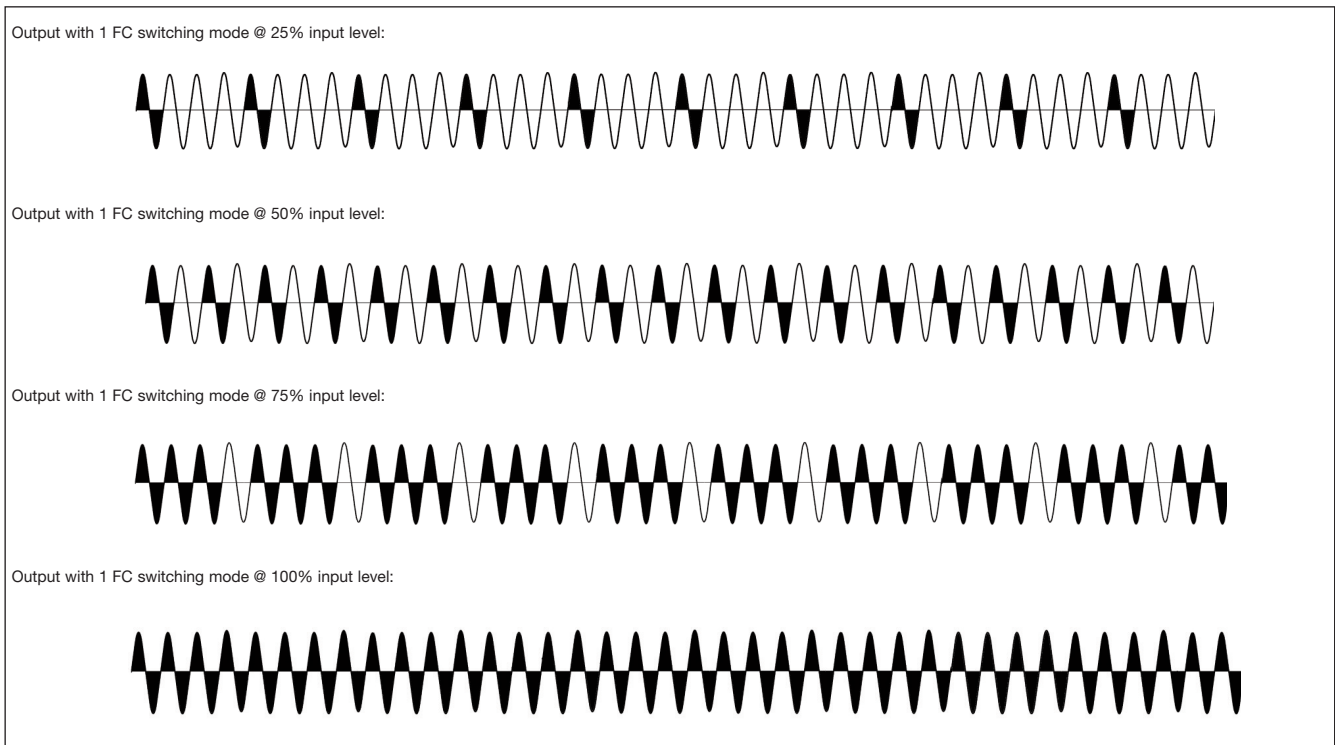 Output with 1 FC switching mode @ 25% input level:
Output with 1 FC switching mode @ 50% input level:
Output with 1 FC switching mode @ 75% input level:
Output with 1 FC switching mode @ 100% input level: